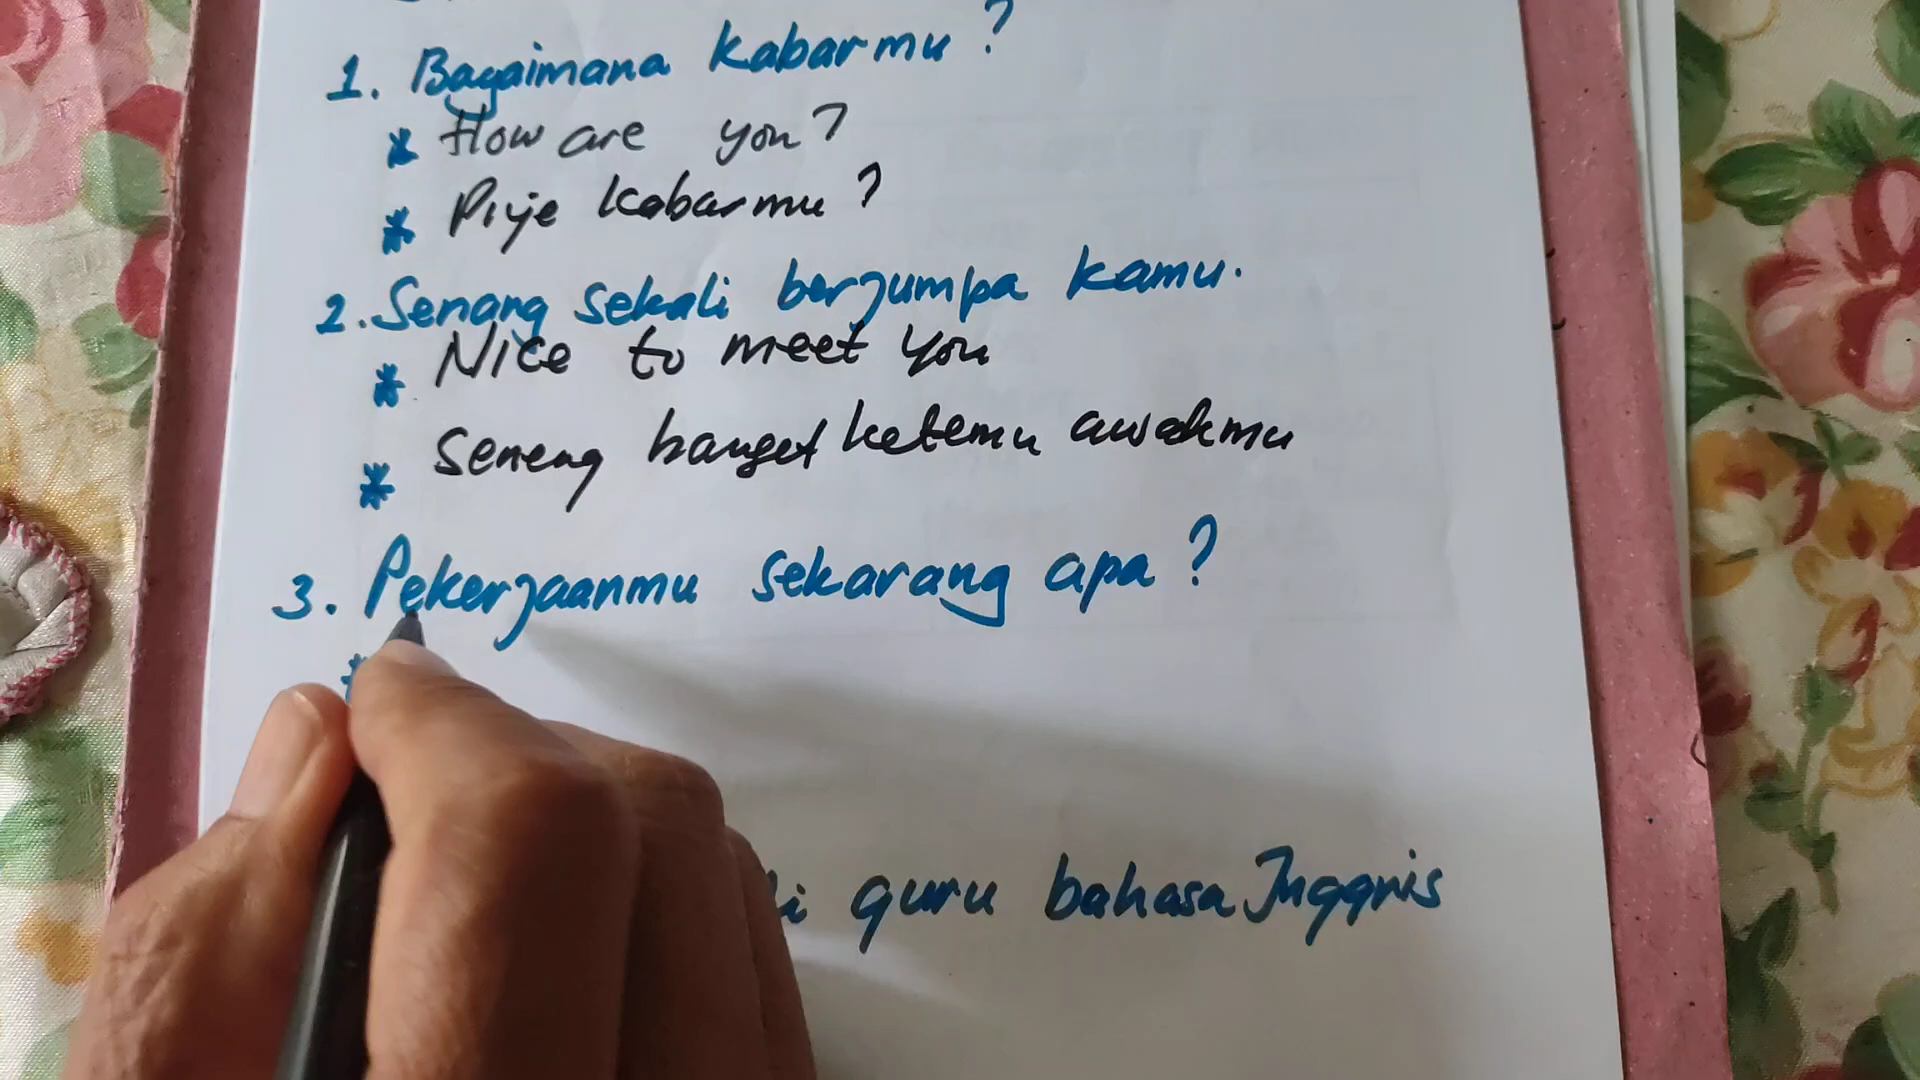 1. Bagaimana kabarmu ?
* How are you ?
* Piye kabarmu ?
2. Senang sekali berjumpa kamu.
* Nice to meet you
* Seneng banget ketemu awakmu
3. Pekerjaanmu sekarang apa ?
*
guru bahasa Inggris